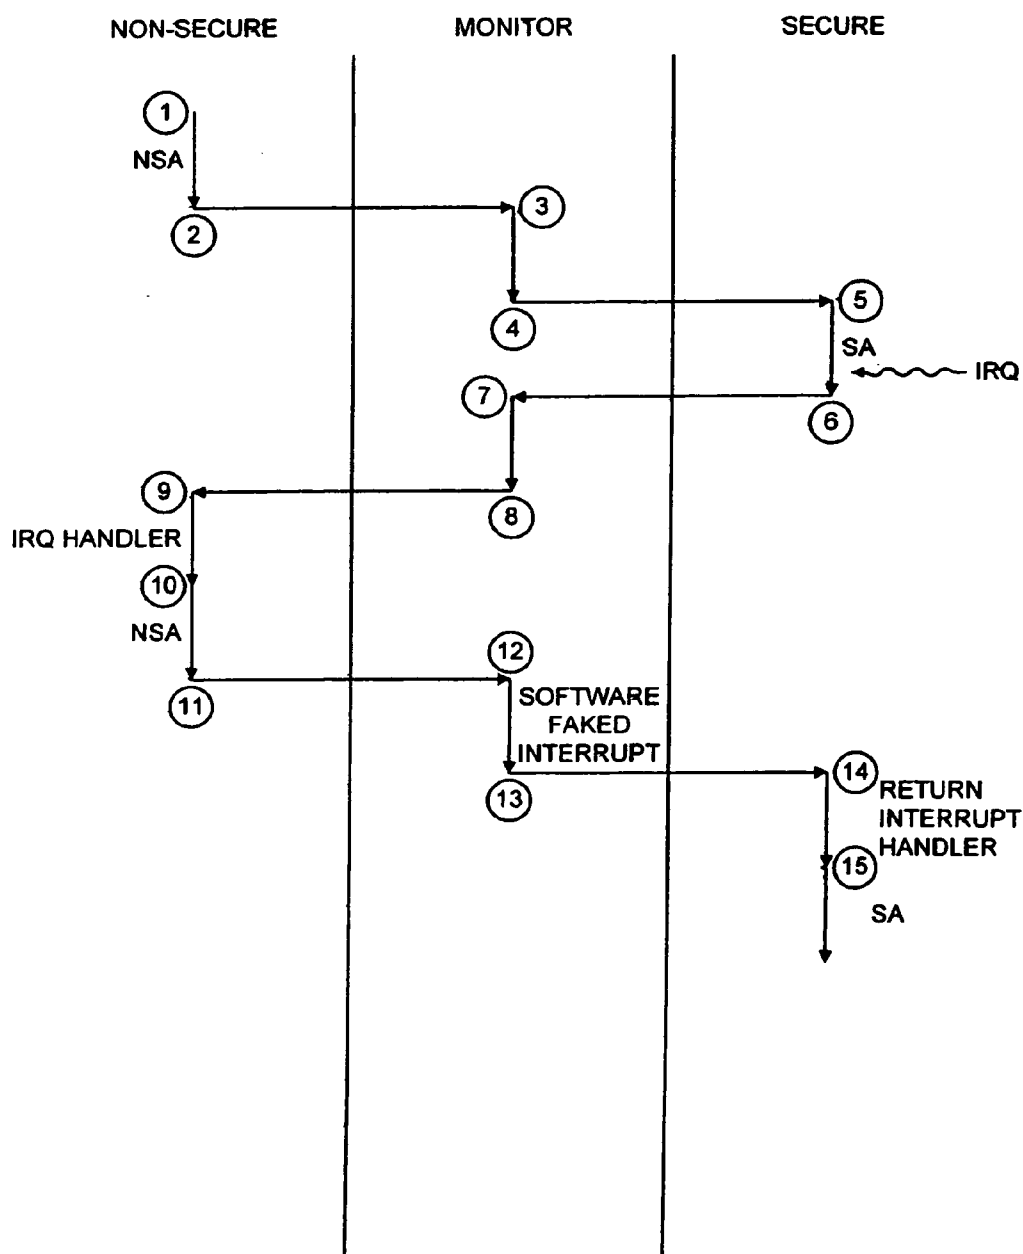 NON-SECURE MONITOR SECURE
1
NSA
2
3
4
5
SA
IRQ
6
7
8
9
IRQ HANDLER
10
NSA
11
12
SOFTWARE
FAKED
INTERRUPT
13
14
RETURN
INTERRUPT
HANDLER
15
SA